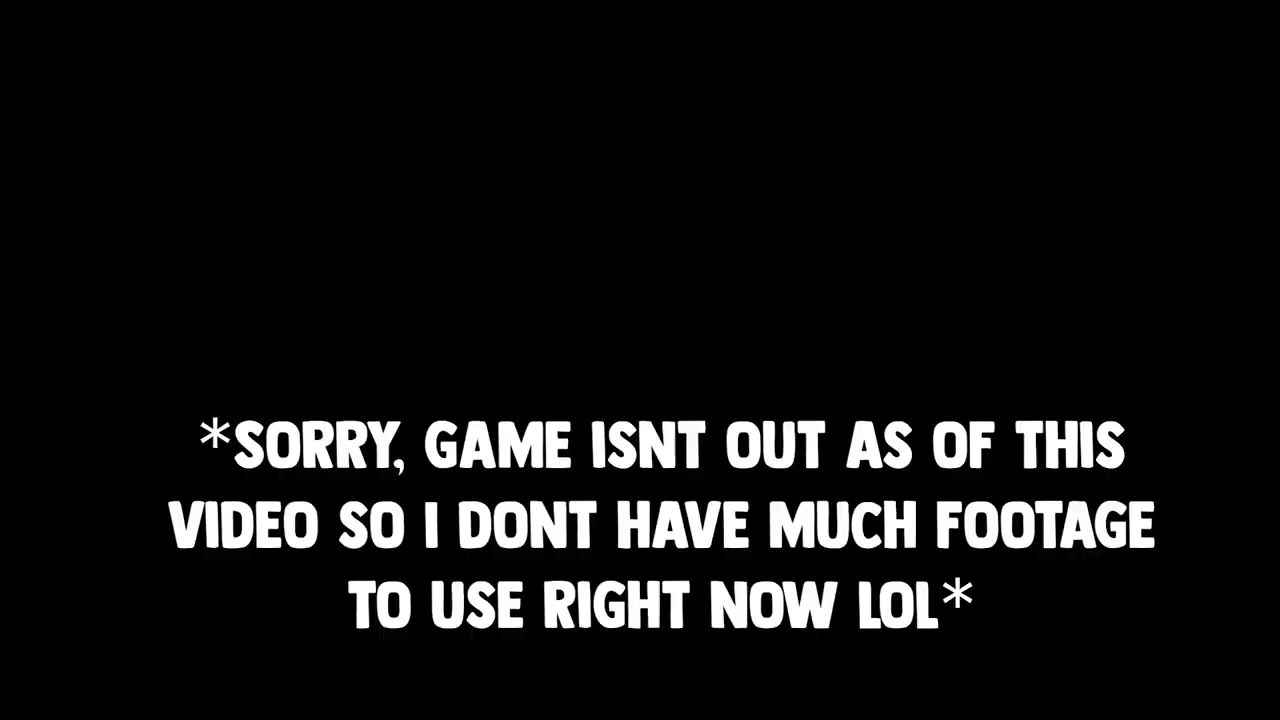 *SORRY, GAME ISNT OUT AS OF THIS
VIDEO SO I DONT HAVE MUCH FOOTAGE
TO USE RIGHT NOW LOL*